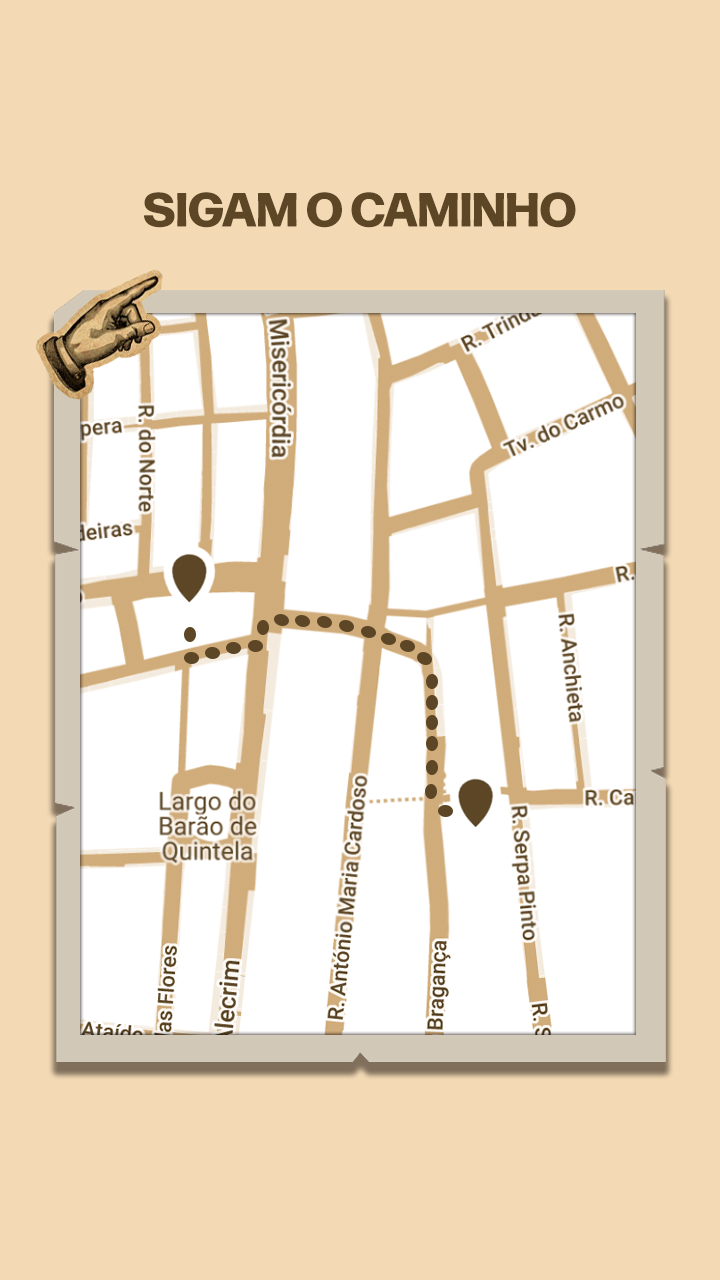 SIGAM O CAMINHO
Misericórdia
R. Trinda
Tv. do Carmo
pera
R. do Norte
deiras
R.
R. Anchieta
Largo do
Barão de
Quintela
R. António Maria Cardoso
R. Ca
R. Serpa Pinto
Bragança
as Flores
Alecrim
Ataíde
R. S